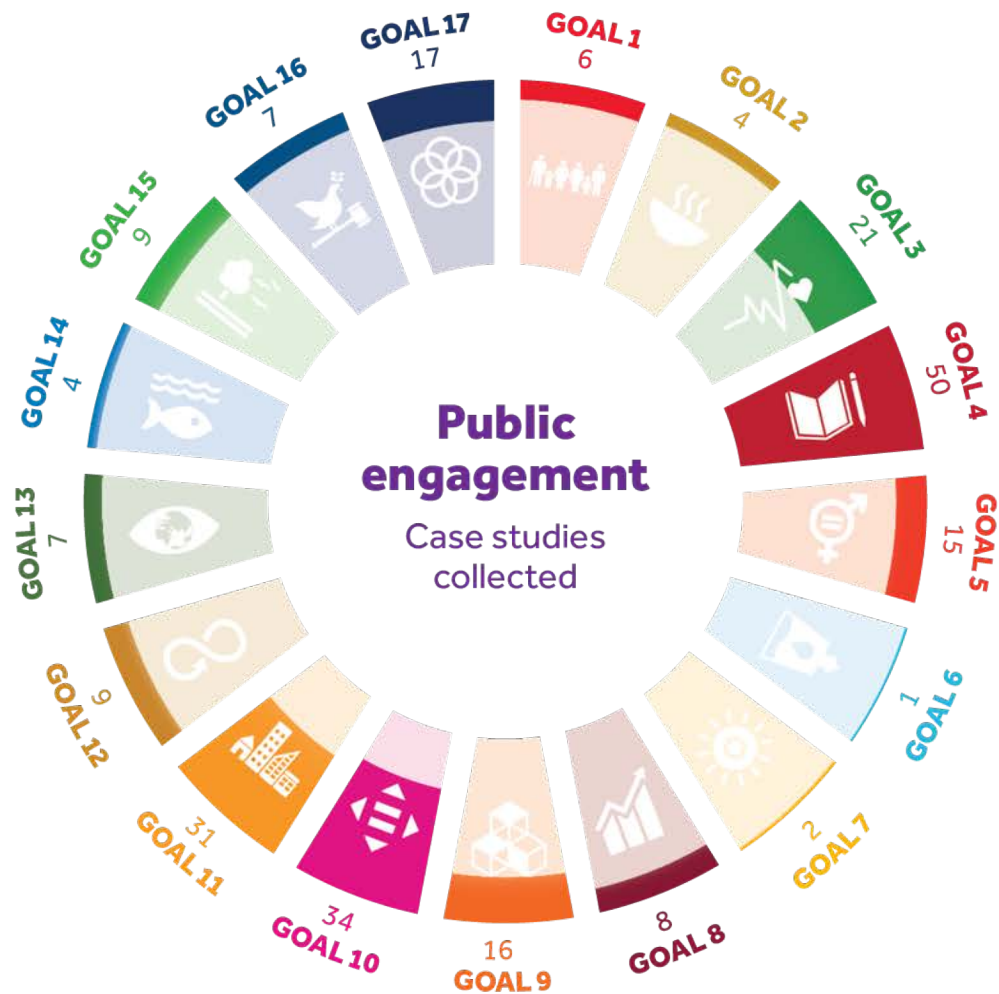 Public
engagement
Case studies
collected
GOAL 1
6
GOAL 2
4
GOAL 3
21
GOAL 4
50
GOAL 5
15
GOAL 6
1
GOAL 7
2
GOAL 8
8
GOAL 9
16
GOAL 10
34
GOAL 11
31
GOAL 12
9
GOAL 13
7
GOAL 14
4
GOAL 15
9
GOAL 16
7
GOAL 17
17